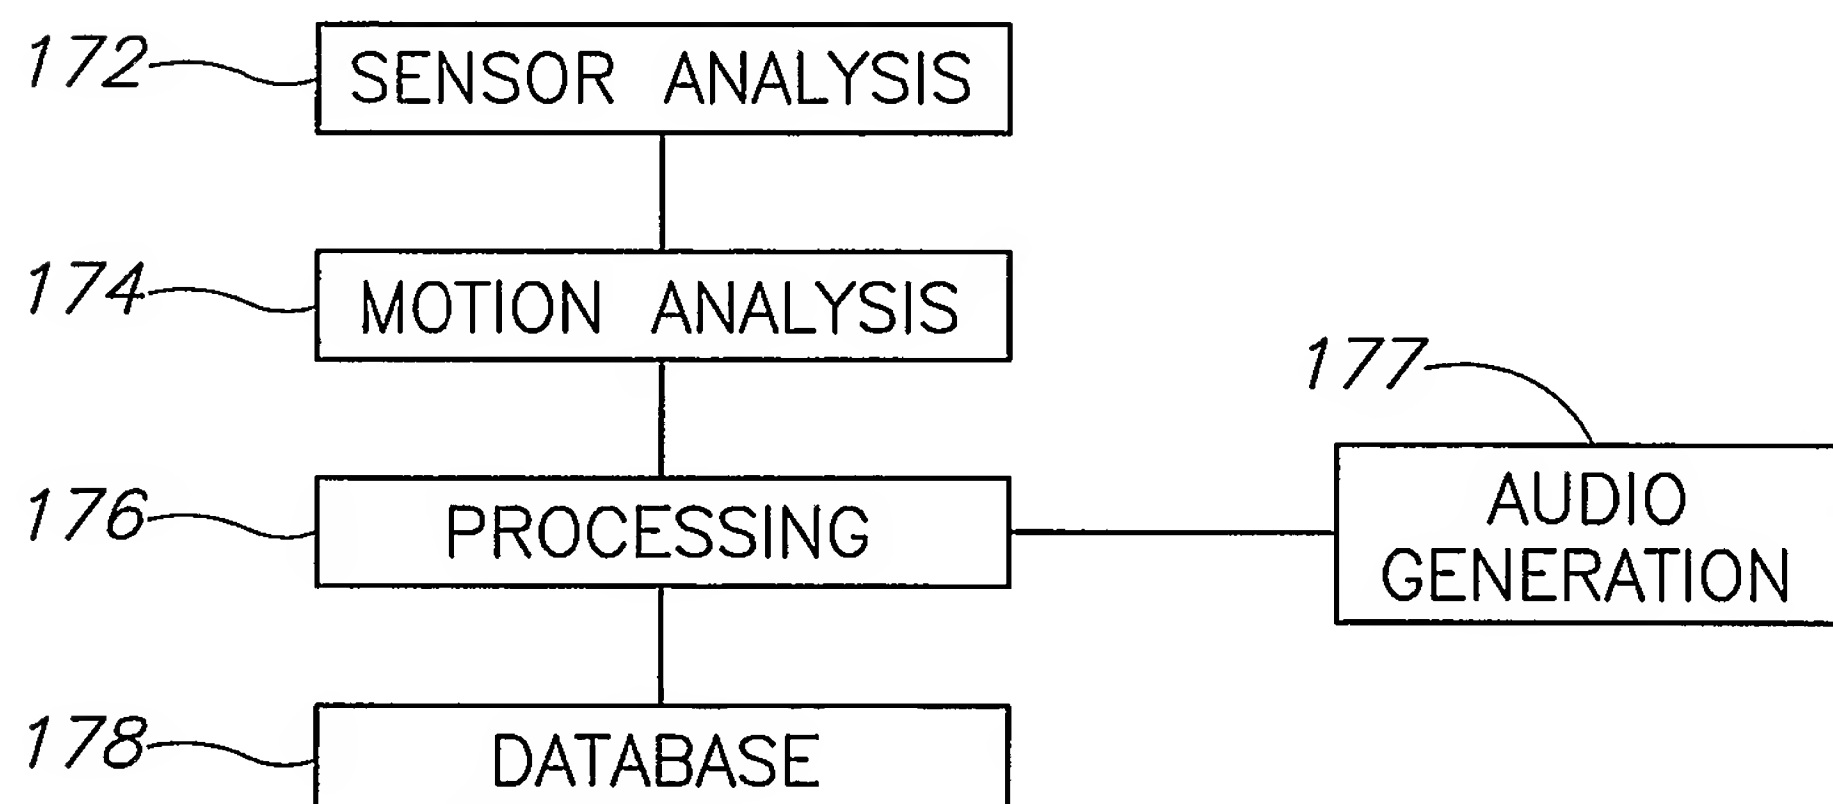 172 SENSOR ANALYSIS
174 MOTION ANALYSIS
177
176 PROCESSING
AUDIO
GENERATION
178 DATABASE